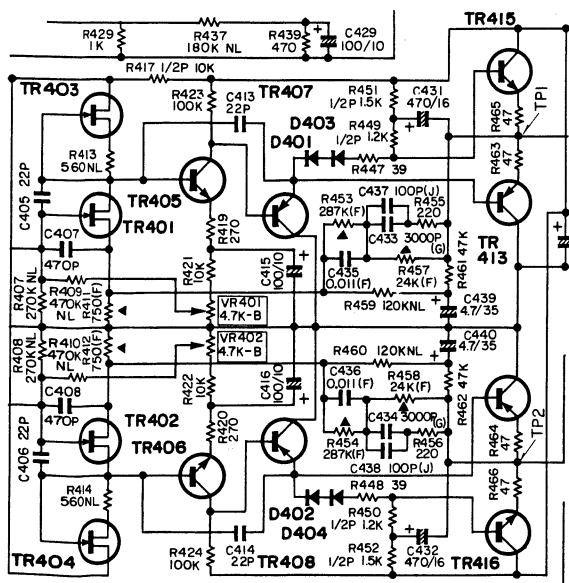 TR415
R429
1K
R437
180K NL
R439
470
+
C429
100/10
R417 1/2P 10K
TR403
R423
100K
C413
22P
TR407
R451
1/2P 1.5K
C431
470/16
R465
47
TP1
R413
560NL
D403
D401
R449
1/2P 1.2K
R447 39
R463
47
C405 22P
TR405
TR401
R419
270
C437 100P(J)
R453
287K(F)
R455
220
C433 3000P
(G)
TR
413
C407
470P
R421
10K
C415
100/10
C435
0.011(F)
R457
24K(F)
R461 47K
R459 120KNL
C439
4.7/35
R407
270K NL
R409
470K
NL
R411
750(F)
VR401
4.7K-B
R408
270K NL
R410
470K
NL
R412
750(F)
VR402
4.7K-B
C440
4.7/35
R460 120KNL
C436
0.011(F)
R458
24K(F)
R462 47K
C408
470P
R422
10K
C416
100/10
C434 3000P
(G)
TR402
TR406
R420
270
R454
287K(F)
R456
220
C438 100P(J)
R464
47
TP2
C406 22P
R414
560NL
R448 39
R466
47
D402
D404
R450
1/2P 1.2K
TR404
R424
100K
C414
22P
TR408
R452
1/2P 1.5K
C432
470/16
TR416